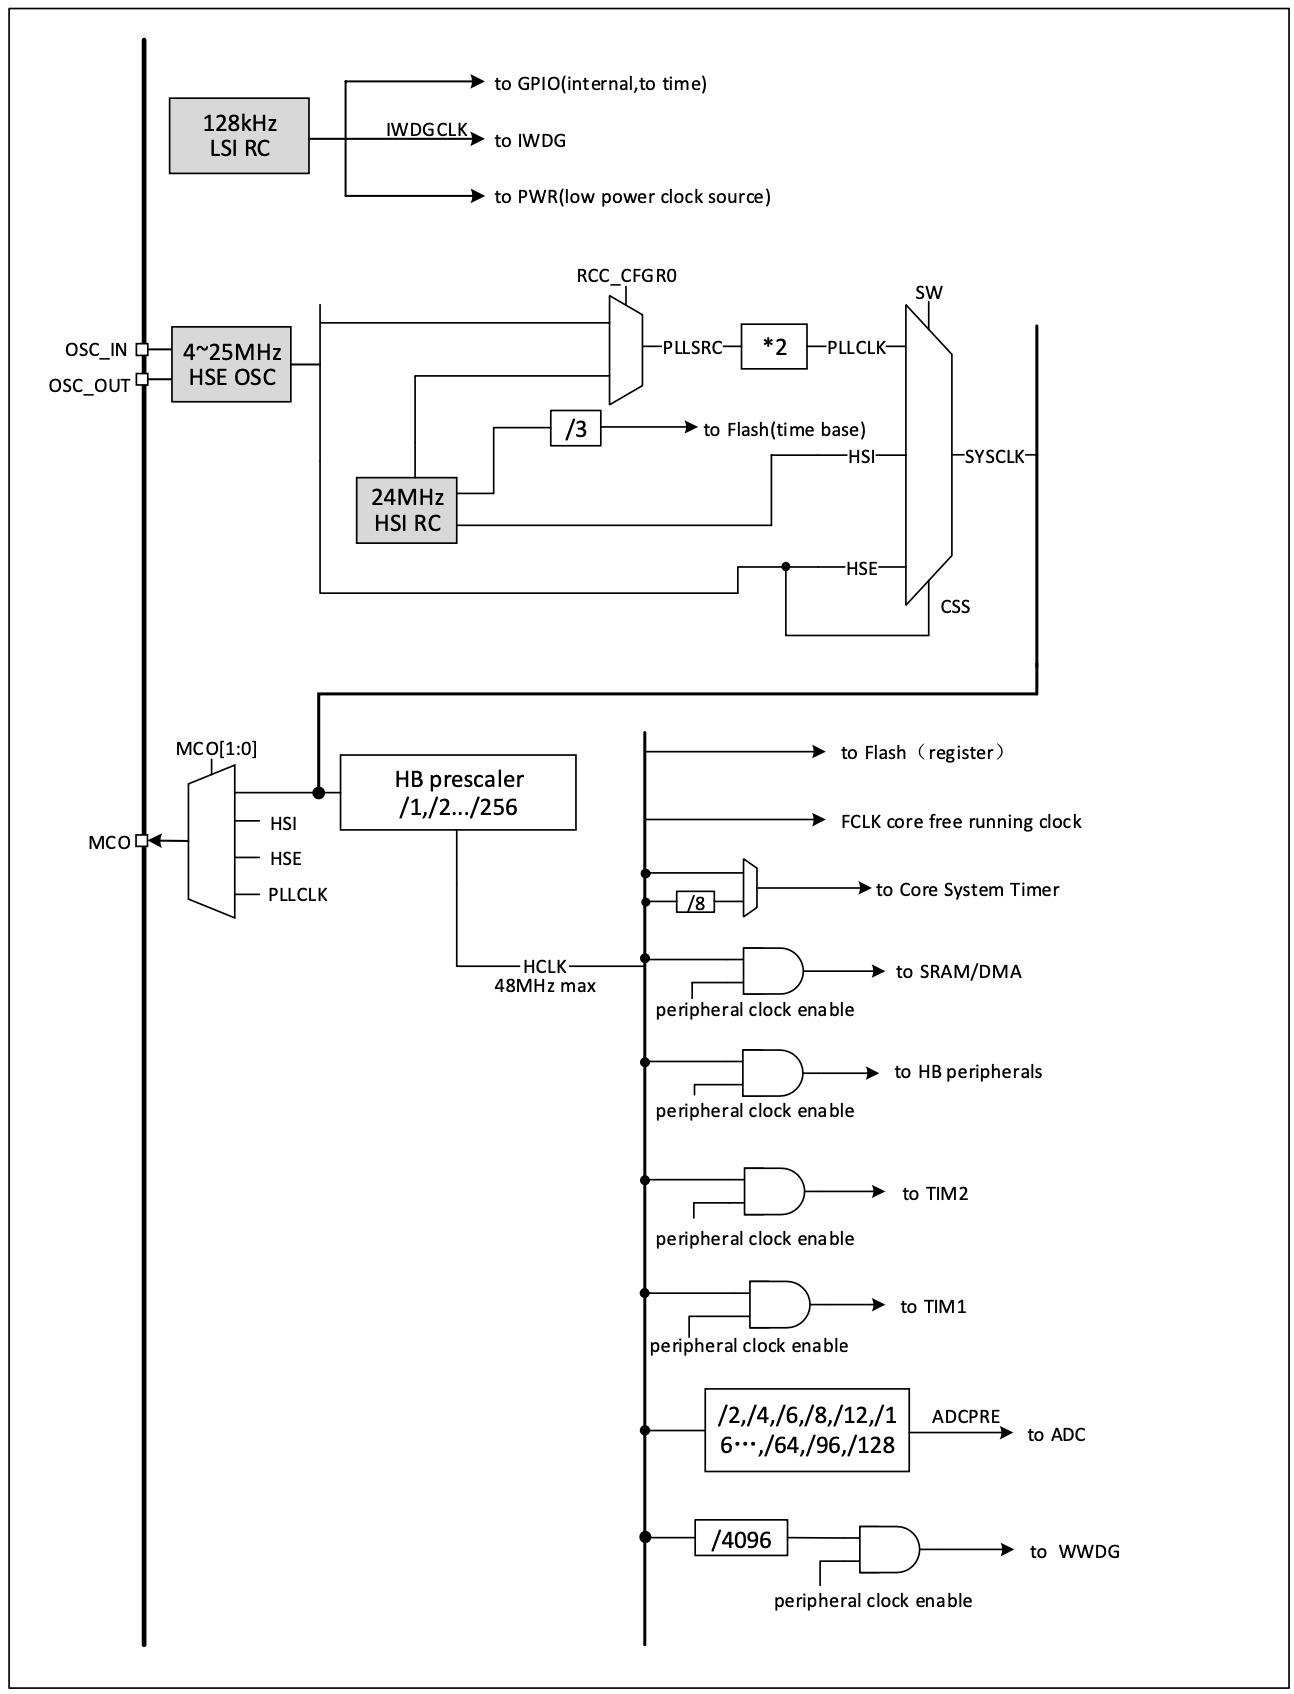 to GPIO(internal,to time)
128kHz
LSI RC
IWDGCLK
to IWDG
to PWR(low power clock source)
RCC_CFGR0
SW
OSC_IN
OSC_OUT
4~25MHz
HSE OSC
PLLSRC
*2
PLLCLK
/3
to Flash(time base)
HSI
SYSCLK
24MHz
HSI RC
HSE
CSS
MCO[1:0]
HB prescaler
/1,/2.../256
HSI
MCO
HSE
PLLCLK
to Flash（register）
FCLK core free running clock
to Core System Timer
/8
HCLK
48MHz max
to SRAM/DMA
peripheral clock enable
to HB peripherals
peripheral clock enable
to TIM2
peripheral clock enable
to TIM1
peripheral clock enable
/2,/4,/6,/8,/12,/1
6⋯,/64,/96,/128
ADCPRE
to ADC
/4096
to WWDG
peripheral clock enable